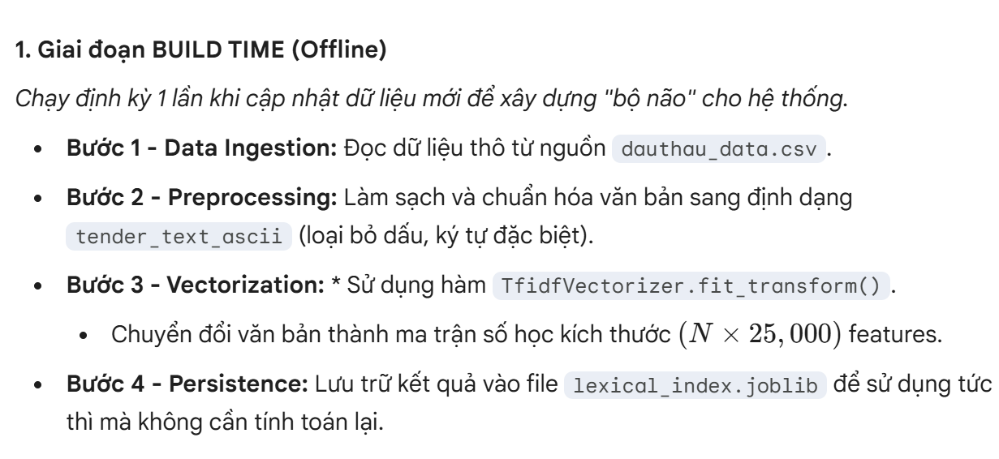 1. Giai đoạn BUILD TIME (Offline)
Chạy định kỳ 1 lần khi cập nhật dữ liệu mới để xây dựng "bộ não" cho hệ thống.
• Bước 1 - Data Ingestion: Đọc dữ liệu thô từ nguồn dauthau_data.csv.
• Bước 2 - Preprocessing: Làm sạch và chuẩn hóa văn bản sang định dạng
tender_text_ascii (loại bỏ dấu, ký tự đặc biệt).
• Bước 3 - Vectorization: * Sử dụng hàm TfidfVectorizer.fit_transform().
• Chuyển đổi văn bản thành ma trận số học kích thước (N × 25,000) features.
• Bước 4 - Persistence: Lưu trữ kết quả vào file lexical_index.joblib để sử dụng tức
thì mà không cần tính toán lại.